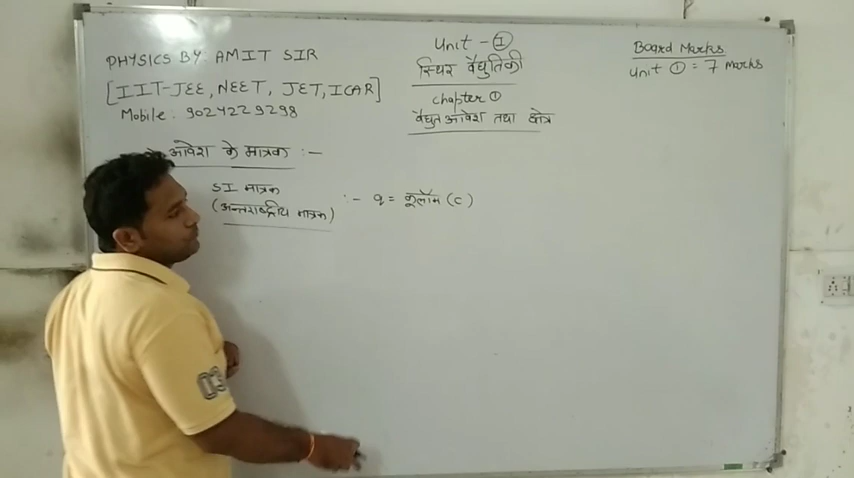 PHYSICS BY: AMIT SIR
[IIT-JEE, NEET, JET, ICAR]
Mobile: 9024229298
Unit - I
स्थिर वैद्युतिकी
chapter 1
वैद्युत आवेश तथा क्षेत्र
Board Marks
Unit 1 = 7 Marks
आवेश के मात्रक :-
SI मात्रक
(अन्तराष्ट्रीय मात्रक) :- q = कूलॉम (C)
03